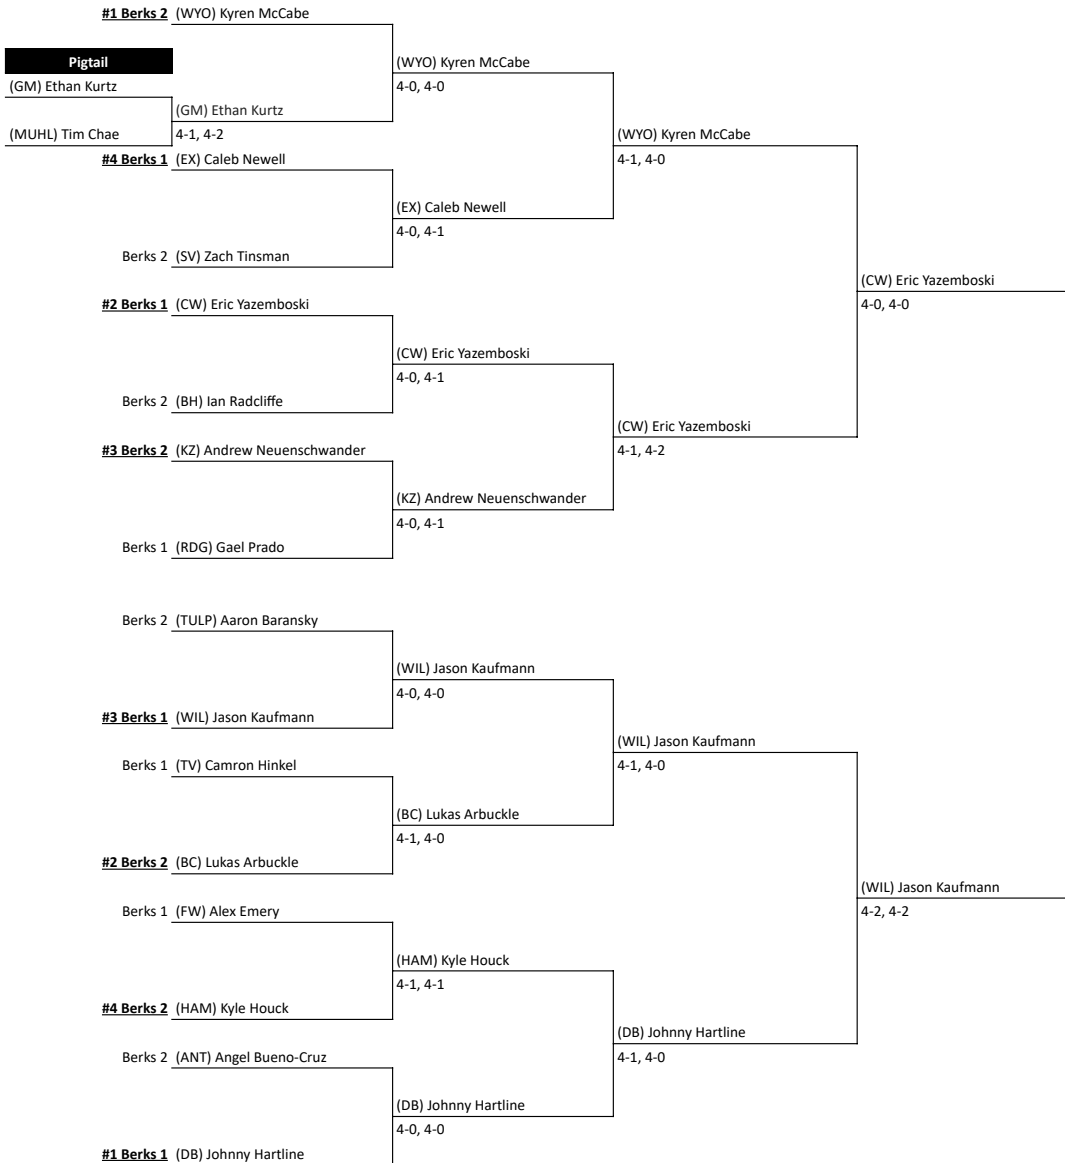 #1 Berks 2 (WYO) Kyren McCabe
Pigtail
(WYO) Kyren McCabe
(GM) Ethan Kurtz
4-0, 4-0
(GM) Ethan Kurtz
(MUHL) Tim Chae
4-1, 4-2
(WYO) Kyren McCabe
#4 Berks 1 (EX) Caleb Newell
4-1, 4-0
(EX) Caleb Newell
4-0, 4-1
Berks 2 (SV) Zach Tinsman
(CW) Eric Yazemboski
#2 Berks 1 (CW) Eric Yazemboski
4-0, 4-0
(CW) Eric Yazemboski
4-0, 4-1
Berks 2 (BH) Ian Radcliffe
(CW) Eric Yazemboski
#3 Berks 2 (KZ) Andrew Neuenschwander
4-1, 4-2
(KZ) Andrew Neuenschwander
4-0, 4-1
Berks 1 (RDG) Gael Prado
Berks 2 (TULP) Aaron Baransky
(WIL) Jason Kaufmann
4-0, 4-0
#3 Berks 1 (WIL) Jason Kaufmann
(WIL) Jason Kaufmann
Berks 1 (TV) Camron Hinkel
4-1, 4-0
(BC) Lukas Arbuckle
4-1, 4-0
#2 Berks 2 (BC) Lukas Arbuckle
(WIL) Jason Kaufmann
Berks 1 (FW) Alex Emery
4-2, 4-2
(HAM) Kyle Houck
4-1, 4-1
#4 Berks 2 (HAM) Kyle Houck
(DB) Johnny Hartline
Berks 2 (ANT) Angel Bueno-Cruz
4-1, 4-0
(DB) Johnny Hartline
4-0, 4-0
#1 Berks 1 (DB) Johnny Hartline